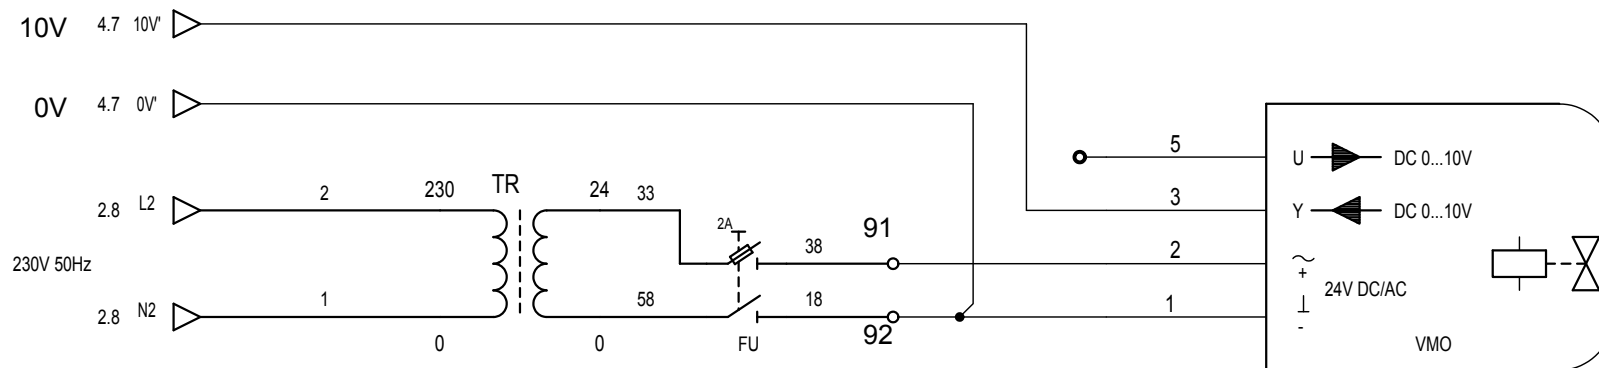 10V 4.7 10V'
0V 4.7 0V'
5 U DC 0...10V
2.8 L2 2 230 TR 24 33 3 Y DC 0...10V
2A
230V 50Hz 38 91 2 ~
+
24V DC/AC
2.8 N2 1 58 18 92 1 ⊥
-
0 0 FU VMO